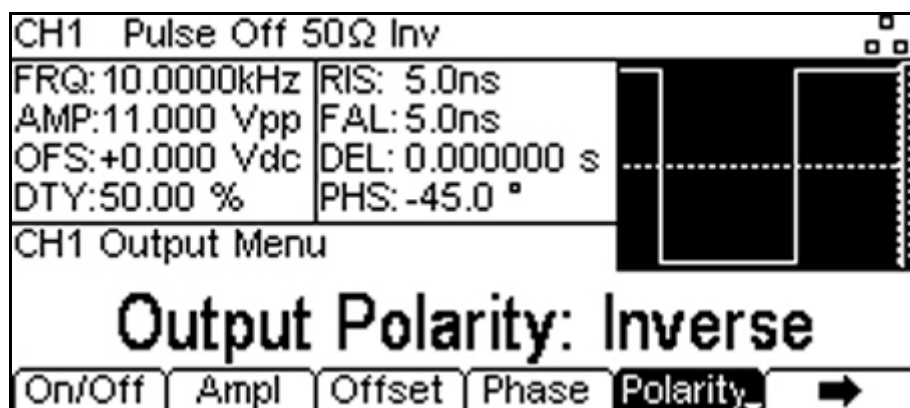 CH1 Pulse Off 50Ω Inv
FRQ:10.0000kHz
AMP:11.000 Vpp
OFS:+0.000 Vdc
DTY:50.00 %
RIS: 5.0ns
FAL:5.0ns
DEL: 0.000000 s
PHS:-45.0 °
CH1 Output Menu
Output Polarity: Inverse
On/Off Ampl Offset Phase Polarity